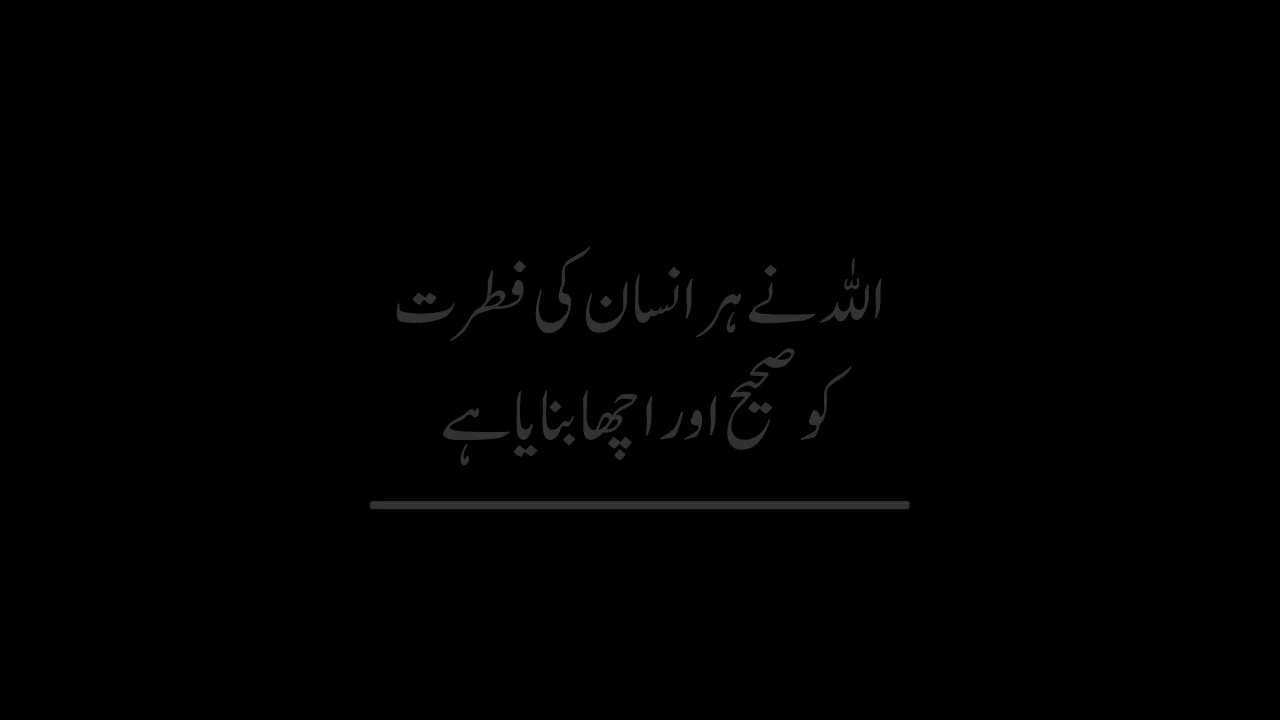 اللہ نے ہر انسان کی فطرت
کو صحیح اور اچھا بنایا ہے